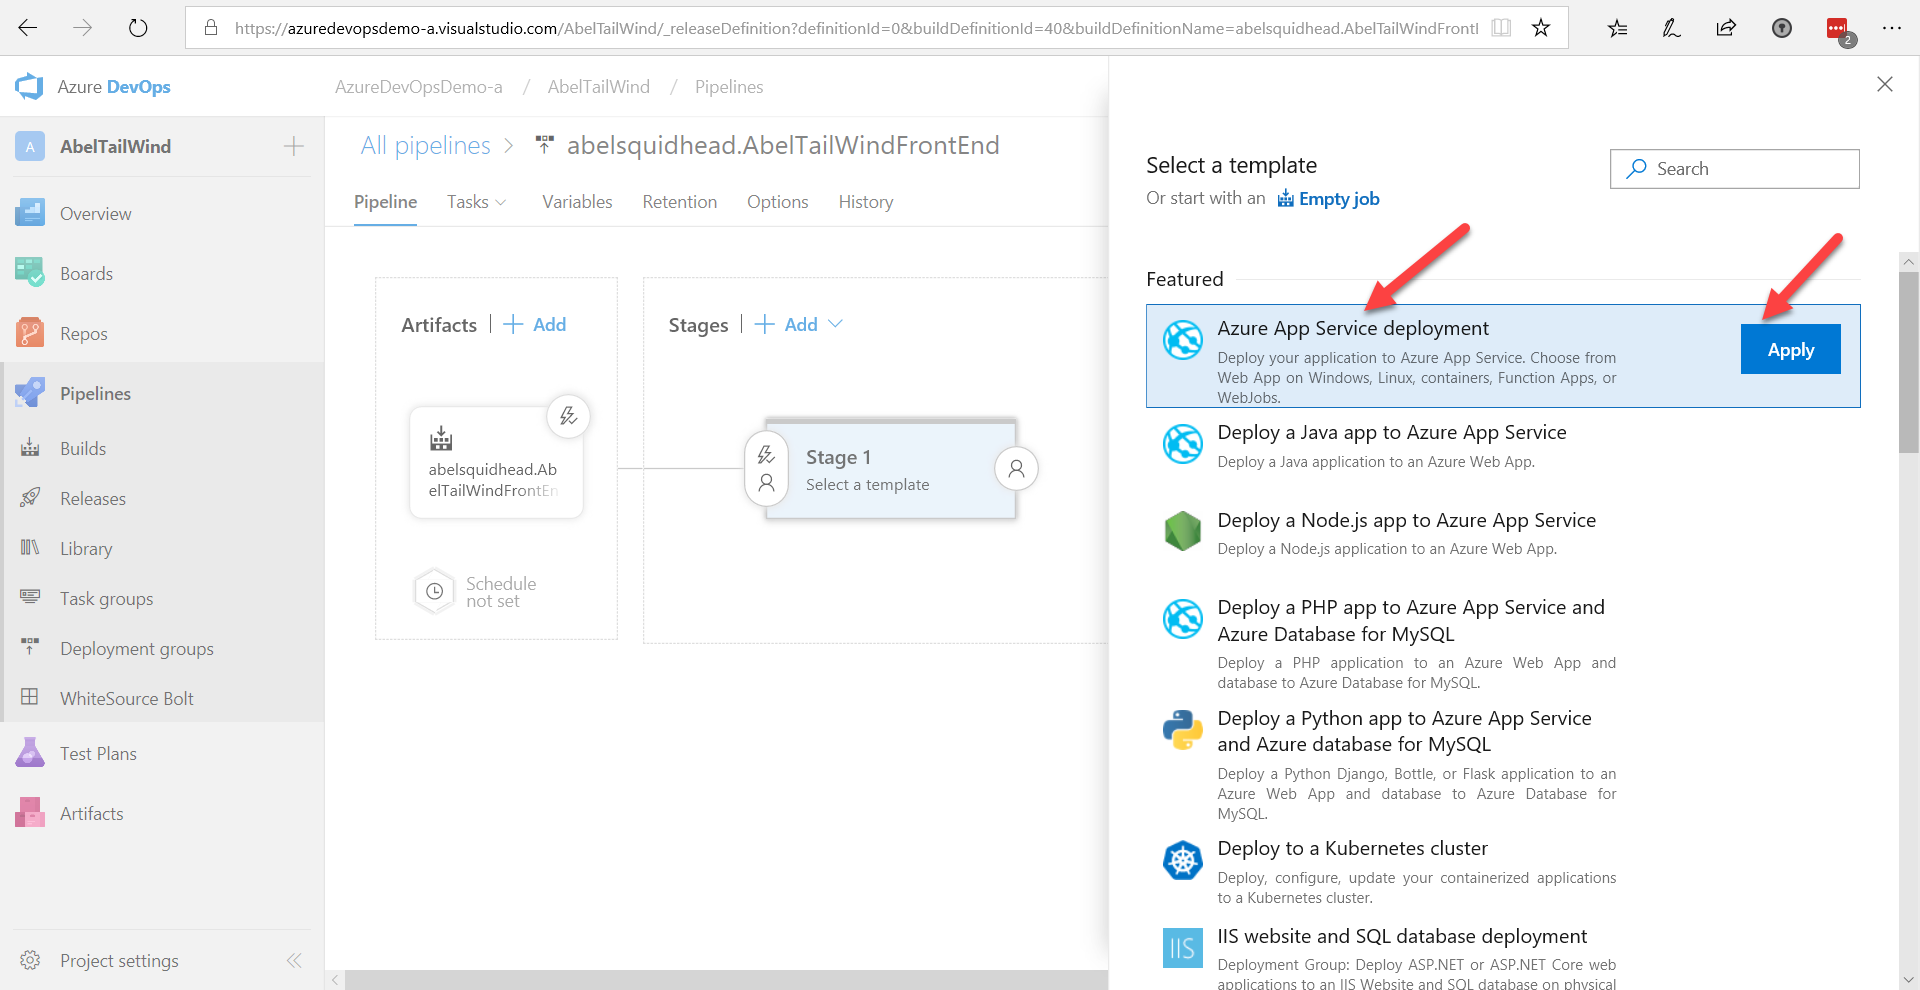 https://azuredevopsdemo-a.visualstudio.com/AbelTailWind/_releaseDefinition?definitionId=0&buildDefinitionId=40&buildDefinitionName=abelsquidhead.AbelTailWindFrontI
2
Azure DevOps
AzureDevOpsDemo-a / AbelTailWind / Pipelines
A AbelTailWind
Overview
Boards
Repos
Pipelines
Builds
Releases
Library
Task groups
Deployment groups
WhiteSource Bolt
Test Plans
Artifacts
Project settings
All pipelines > abelsquidhead.AbelTailWindFrontEnd
Pipeline Tasks Variables Retention Options History
Artifacts | + Add
abelsquidhead.Ab
elTailWindFrontEn
Schedule
not set
Stages | + Add
Stage 1
Select a template
Select a template
Or start with an Empty job
Search
Featured
Azure App Service deployment
Deploy your application to Azure App Service. Choose from
Web App on Windows, Linux, containers, Function Apps, or
WebJobs.
Apply
Deploy a Java app to Azure App Service
Deploy a Java application to an Azure Web App.
Deploy a Node.js app to Azure App Service
Deploy a Node.js application to an Azure Web App.
Deploy a PHP app to Azure App Service and
Azure Database for MySQL
Deploy a PHP application to an Azure Web App and
database to Azure Database for MySQL.
Deploy a Python app to Azure App Service
and Azure database for MySQL
Deploy a Python Django, Bottle, or Flask application to an
Azure Web App and database to Azure Database for
MySQL.
Deploy to a Kubernetes cluster
Deploy, configure, update your containerized applications
to a Kubernetes cluster.
IIS
IIS website and SQL database deployment
Deployment Group: Deploy ASP.NET or ASP.NET Core web
applications to an IIS Website and SQL database on physical